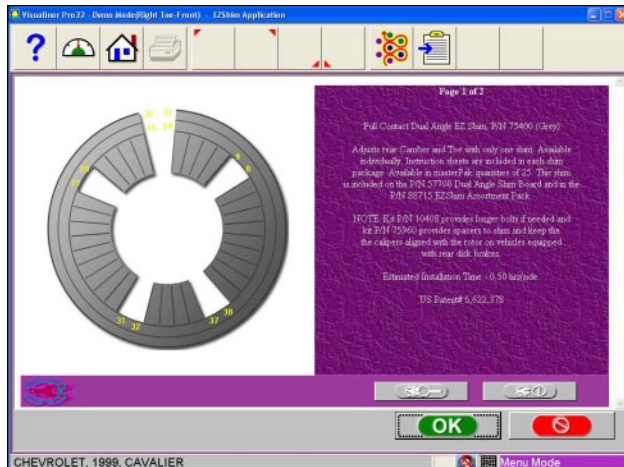 Visualiner Pro32 - Demo Mode(Right Toe-Front) - EZShim Application
?
Page 1 of 2
Full Contact Dual Angle EZ Shim, P/N 75400 (Grey)
Adjusts rear Camber and Toe with only one shim. Available
individually. Instruction sheets are included in each shim
package. Available in masterPak quantities of 25. This shim
is included on the P/N 57700 Dual Angle Shim Board and in the
P/N 88715 EZShim Assortment Pack.
NOTE: Kit P/N 10408 provides longer bolts if needed and
kit P/N 75960 provides spacers to shim and keep the
the calipers aligned with the rotor on vehicles equipped
with rear disk brakes.
Estimated Installation Time - 0.50 hrs/side
US Patent# 5,622,378
31
32
37
38
OK
CHEVROLET, 1999, CAVALIER
Menu Mode